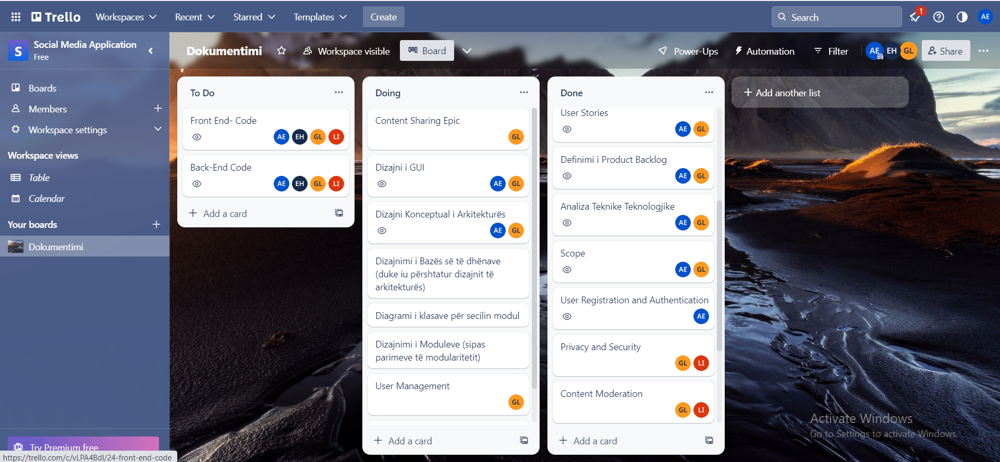 Trello
Workspaces
Recent
Starred
Templates
Create
Search
1
AE
S
Social Media Application
Free
Dokumentimi
Workspace visible
Board
Power-Ups
Automation
Filter
AE
EH
GL
Share
Boards
Members
Workspace settings
Workspace views
Table
Calendar
Your boards
Dokumentimi
Try Premium free
https://trello.com/c/vLPA4BdI/24-front-end-code
To Do
Front End- Code
AE
EH
GL
LI
Back-End Code
AE
EH
GL
LI
Add a card
Doing
Content Sharing Epic
GL
Dizajni i GUI
AE
GL
Dizajni Konceptual i Arkitekturës
AE
GL
Dizajnimi i Bazës së të dhënave
(duke iu përshtatur dizajnit të
arkitekturës)
Diagrami i klasave për secilin modul
Dizajnimi i Moduleve (sipas
parimeve të modularitetit)
User Management
GL
Add a card
Done
User Stories
AE
GL
Definimi i Product Backlog
AE
GL
Analiza Teknike Teknologjike
AE
GL
Scope
AE
GL
User Registration and Authentication
AE
Privacy and Security
GL
LI
Content Moderation
GL
LI
Add a card
Add another list
Activate Windows
Go to Settings to activate Windows.